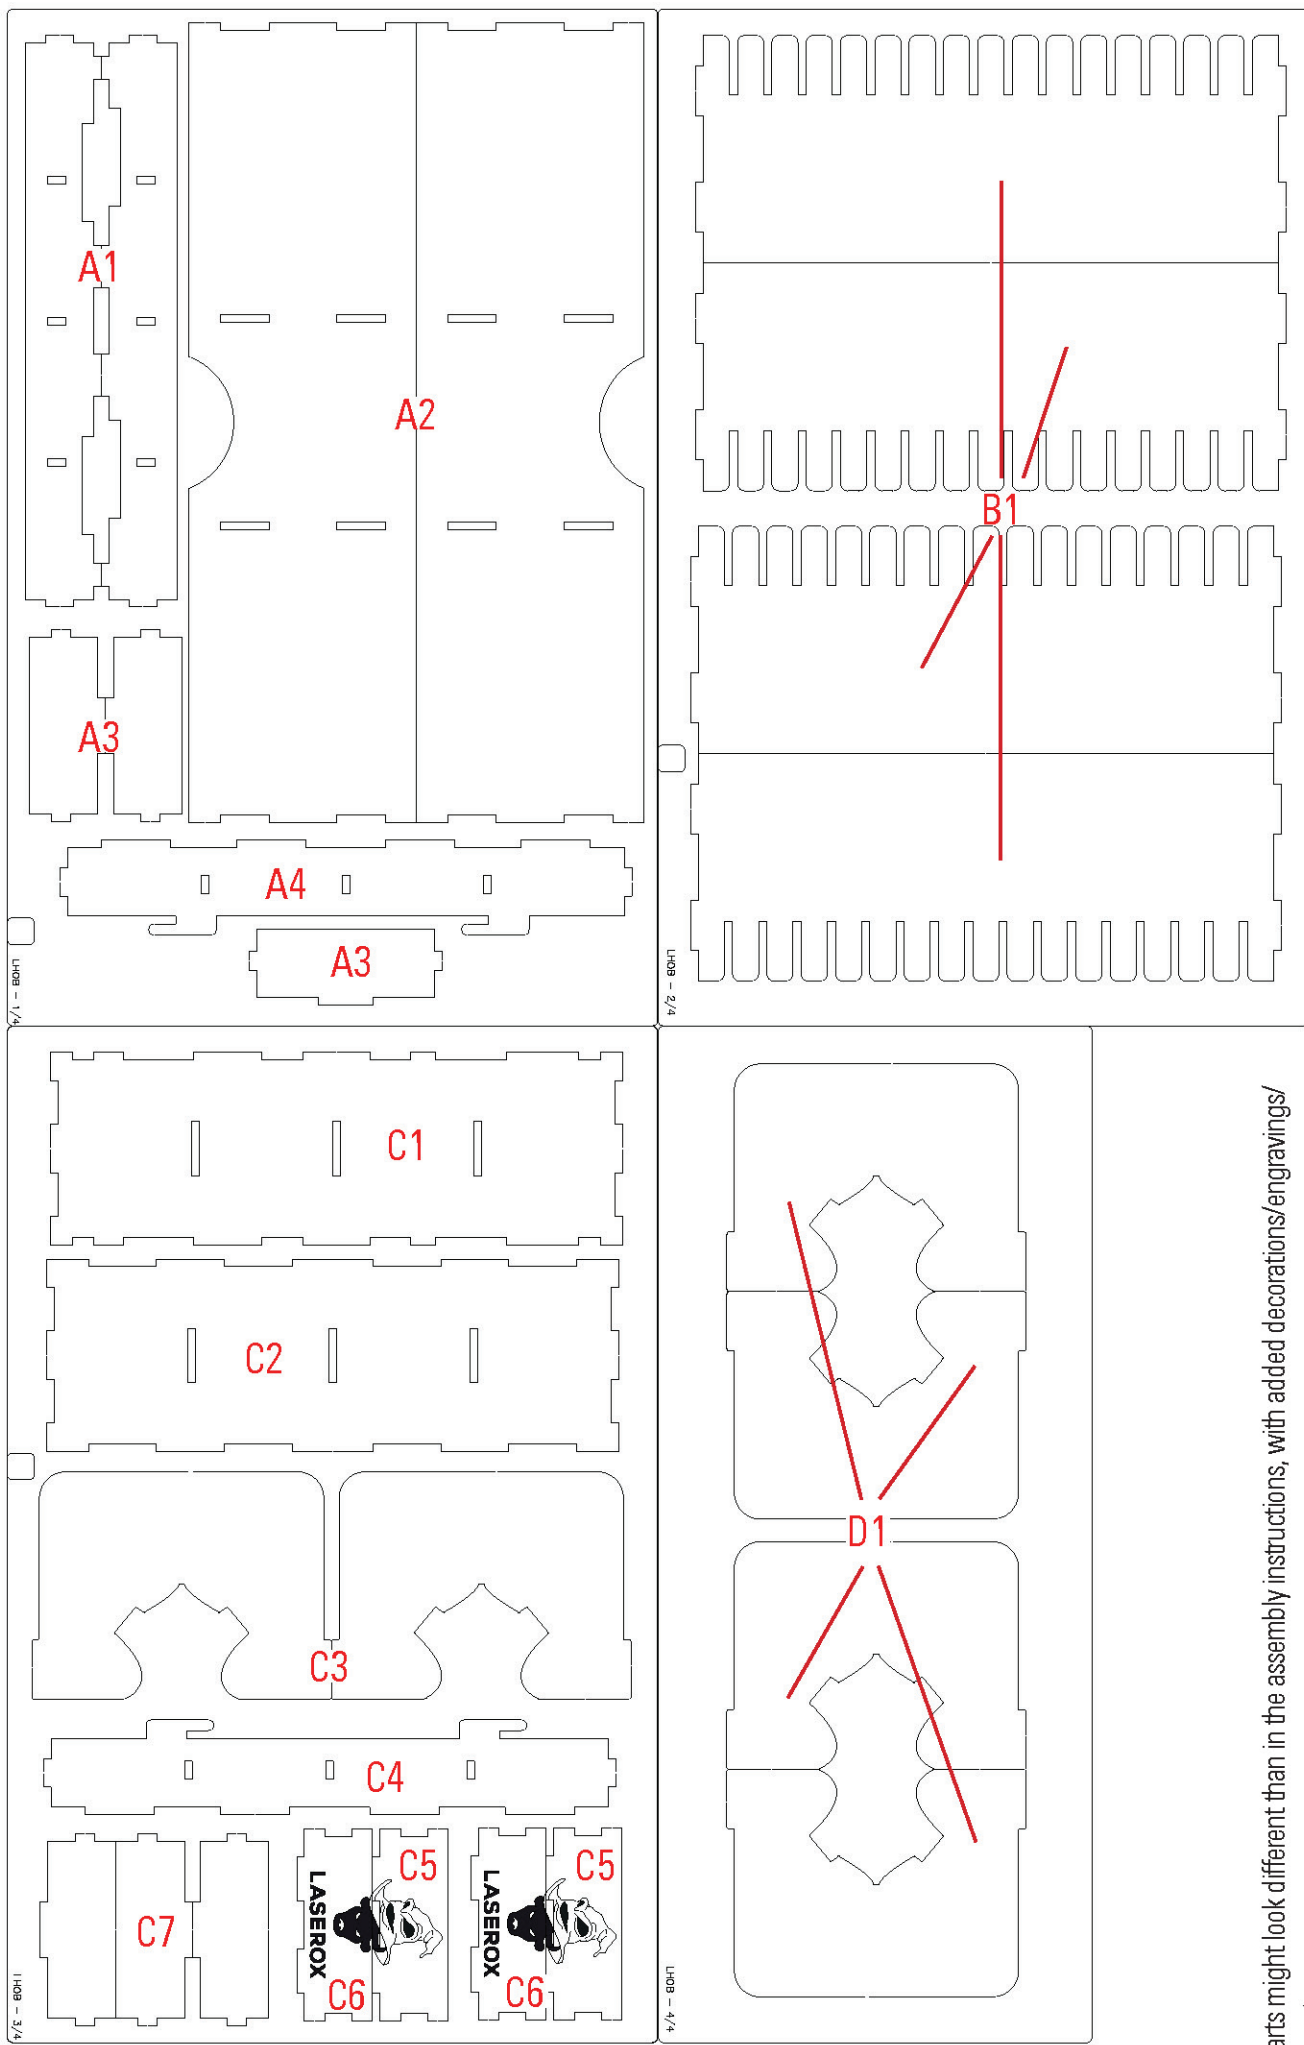 A1
A2
A3
A4
A3
LHOB - 1/4
B1
LHOB - 2/4
C1
C2
C3
C4
C5
C5
LASEROX
LASEROX
C7
C6
C6
LHOB - 3/4
D1
LHOB - 4/4
arts might look different than in the assembly instructions, with added decorations/engravings/